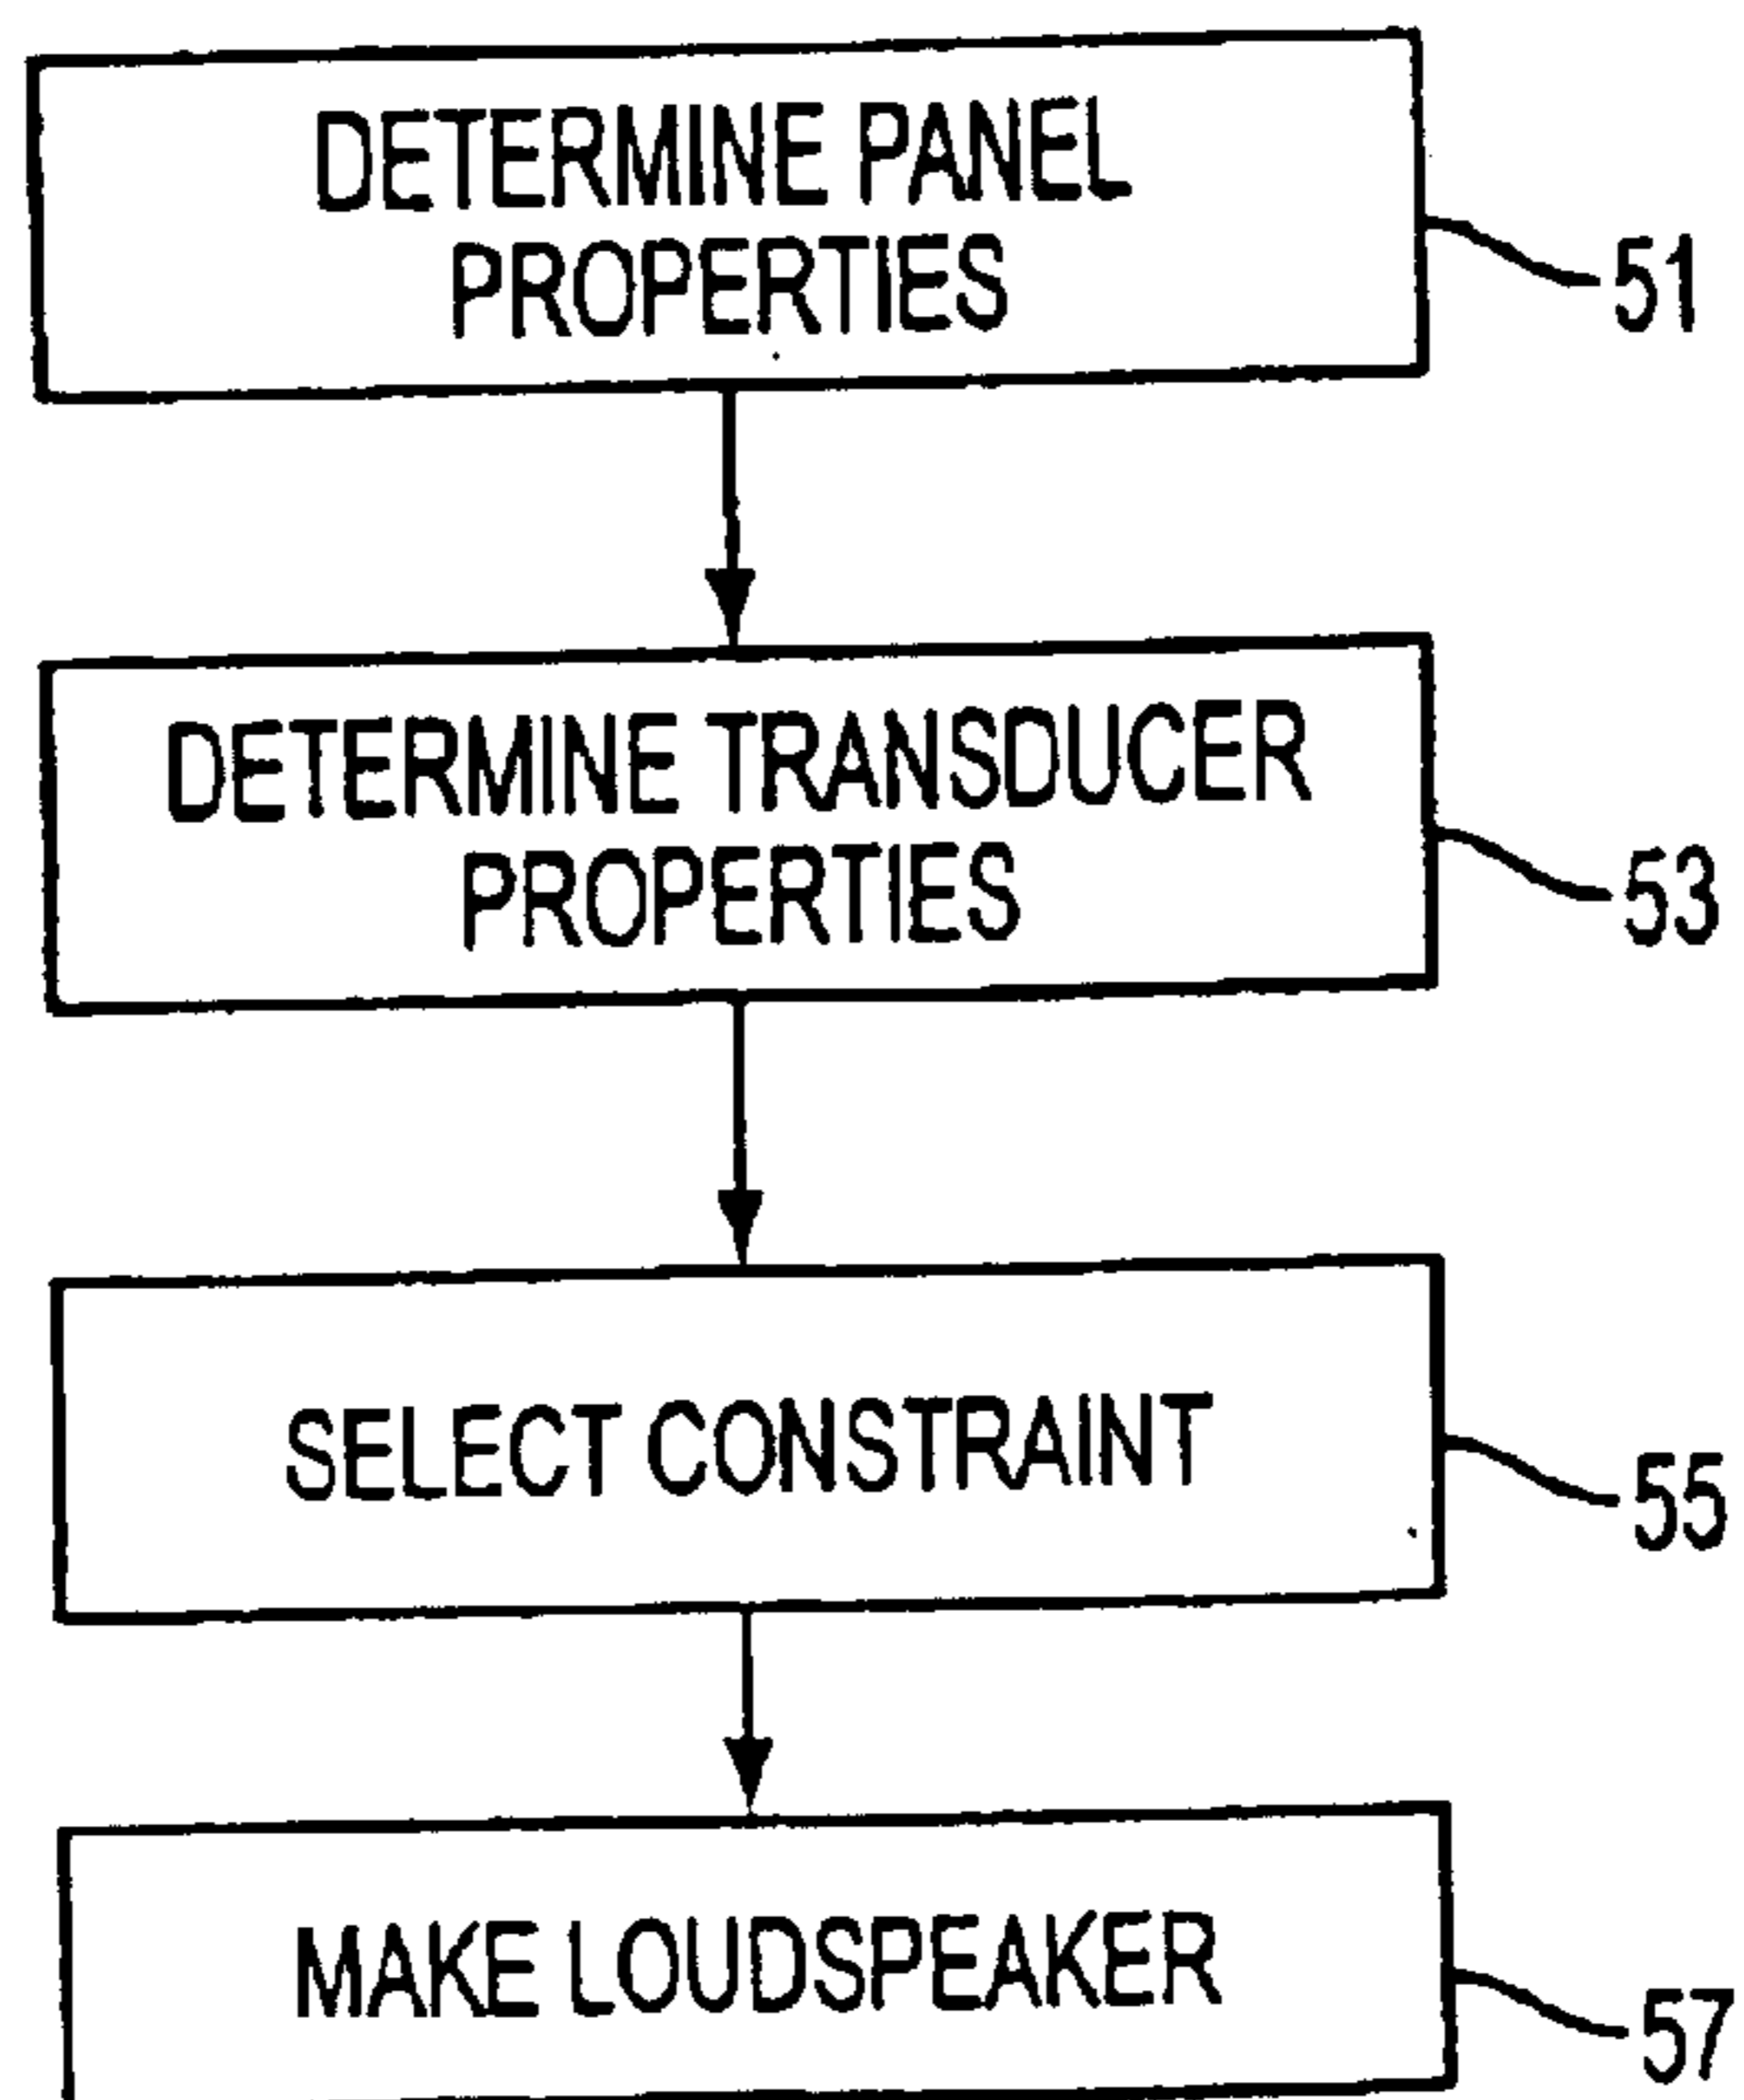 DETERMINE PANEL
PROPERTIES
51
DETERMINE TRANSDUCER
PROPERTIES
53
SELECT CONSTRAINT
55
MAKE LOUDSPEAKER
57